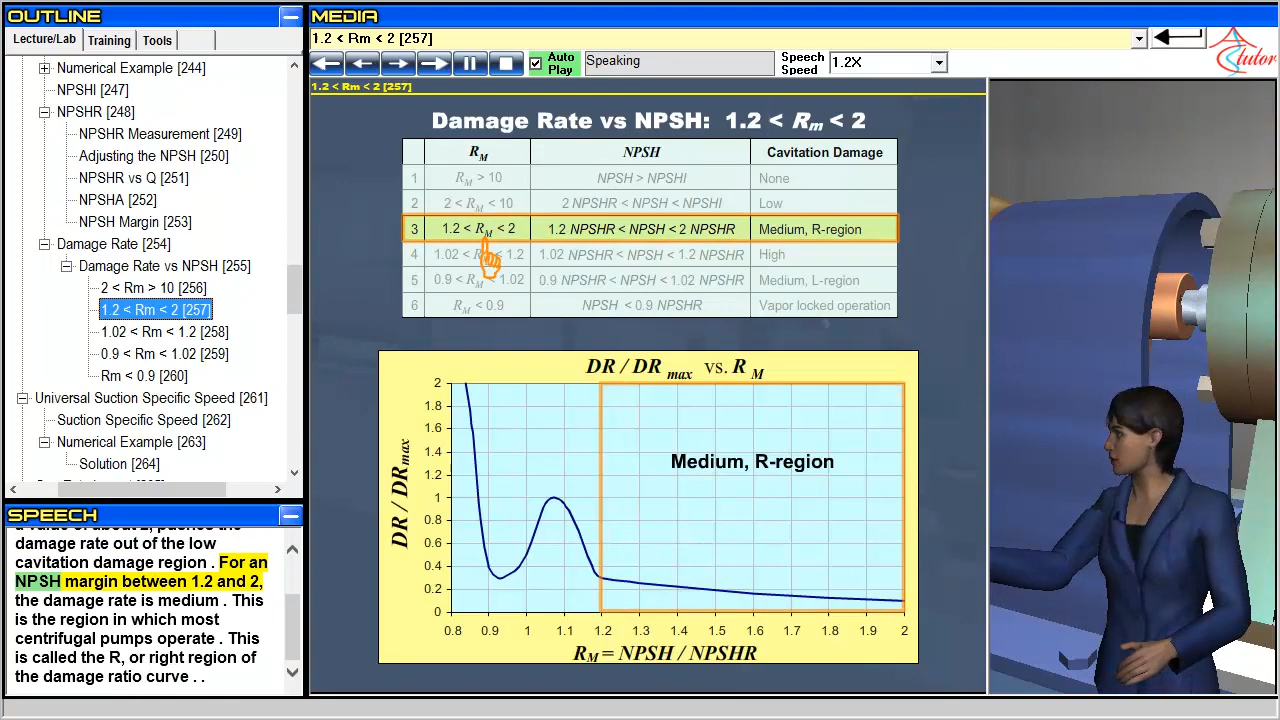 OUTLINE
Lecture/Lab Training Tools
Numerical Example [244]
NPSHI [247]
NPSHR [248]
NPSHR Measurement [249]
Adjusting the NPSH [250]
NPSHR vs Q [251]
NPSHA [252]
NPSH Margin [253]
Damage Rate [254]
Damage Rate vs NPSH [255]
2 < Rm > 10 [256]
1.2 < Rm < 2 [257]
1.02 < Rm < 1.2 [258]
0.9 < Rm < 1.02 [259]
Rm < 0.9 [260]
Universal Suction Specific Speed [261]
Suction Specific Speed [262]
Numerical Example [263]
Solution [264]
SPEECH
damage rate out of the low
cavitation damage region . For an
NPSH margin between 1.2 and 2,
the damage rate is medium . This
is the region in which most
centrifugal pumps operate . This
is called the R, or right region of
the damage ratio curve . .
MEDIA
1.2 < Rm < 2 [257]
Auto Play
Speaking
Speech Speed
1.2X
tutor
1.2 < Rm < 2 [257]
Damage Rate vs NPSH: 1.2 < Rm < 2
RM NPSH Cavitation Damage
1 RM > 10 NPSH > NPSHI None
2 2 < RM < 10 2 NPSHR < NPSH < NPSHI Low
3 1.2 < RM < 2 1.2 NPSHR < NPSH < 2 NPSHR Medium, R-region
4 1.02 < RM < 1.2 1.02 NPSHR < NPSH < 1.2 NPSHR High
5 0.9 < RM < 1.02 0.9 NPSHR < NPSH < 1.02 NPSHR Medium, L-region
6 RM < 0.9 NPSH < 0.9 NPSHR Vapor locked operation
DR / DR max vs. R M
DR / DRmax
2
1.8
1.6
1.4
1.2
1
0.8
0.6
0.4
0.2
0
Medium, R-region
0.8 0.9 1 1.1 1.2 1.3 1.4 1.5 1.6 1.7 1.8 1.9 2
RM = NPSH / NPSHR